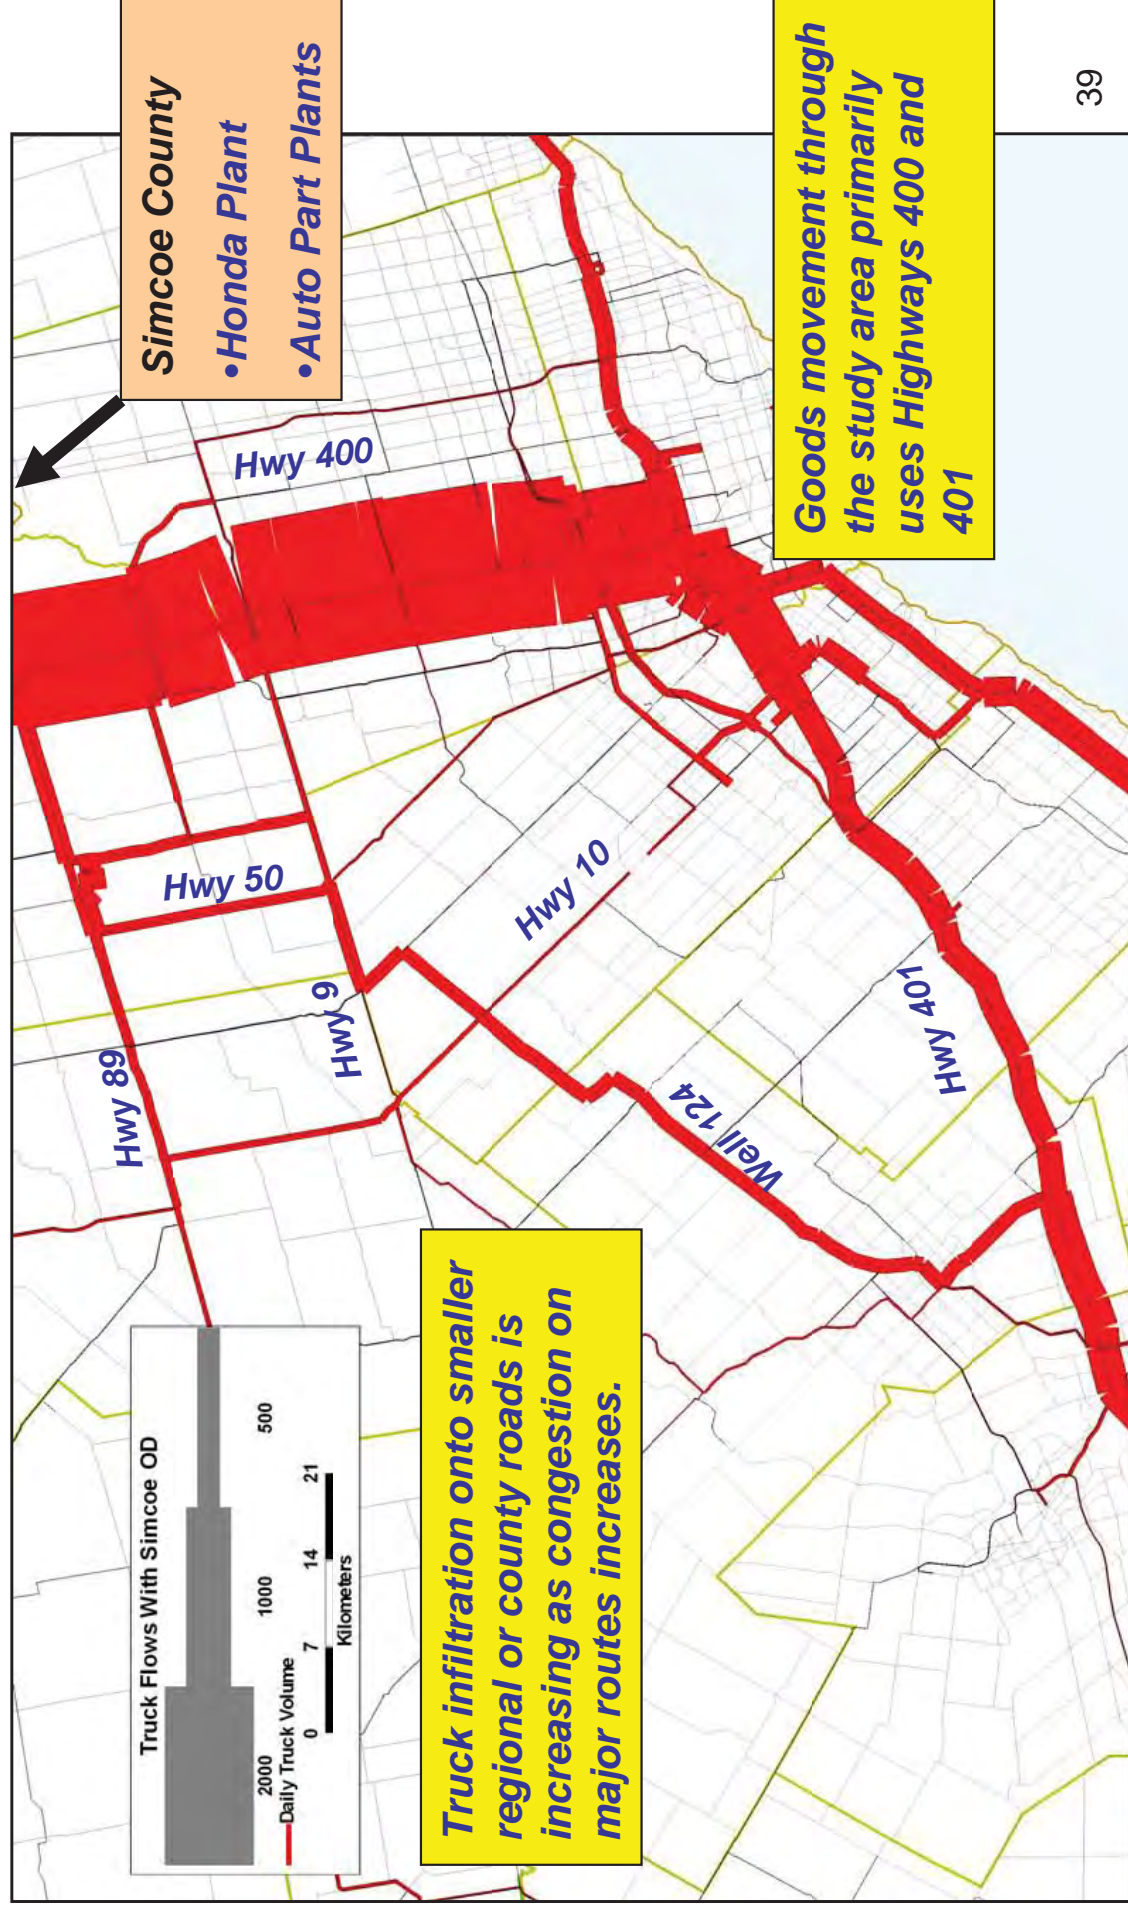 Simcoe County
•Honda Plant
•Auto Part Plants
Hwy 400
Hwy 89
Hwy 50
Hwy 9
Hwy 10
Well 124
Hwy 401
Truck Flows With Simcoe OD
2000 1000 500
Daily Truck Volume
0 7 14 21
Kilometers
Truck infiltration onto smaller
regional or county roads is
increasing as congestion on
major routes increases.
Goods movement through
the study area primarily
uses Highways 400 and
401
39